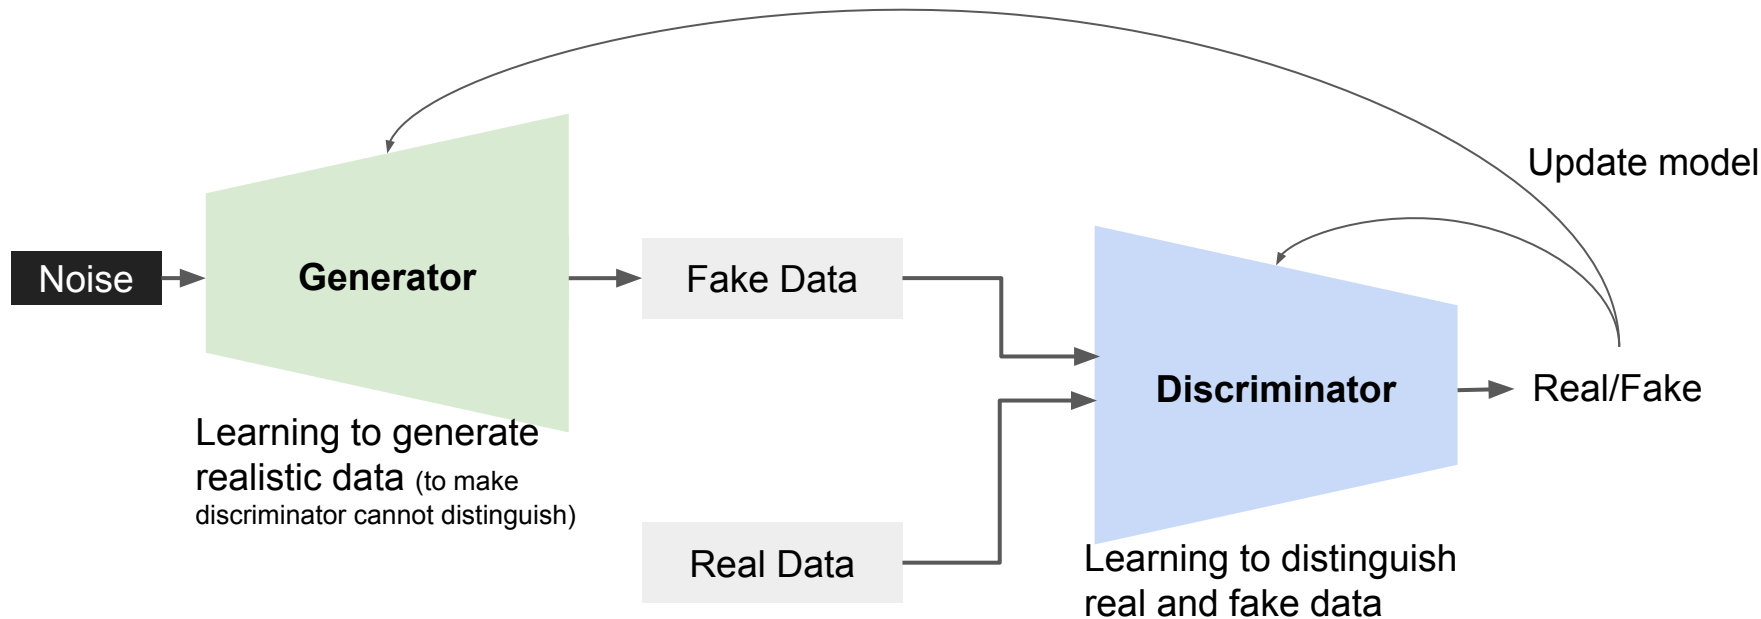 Update model
Noise
Generator
Fake Data
Discriminator
Real/Fake
Learning to generate
realistic data (to make
discriminator cannot distinguish)
Real Data
Learning to distinguish
real and fake data